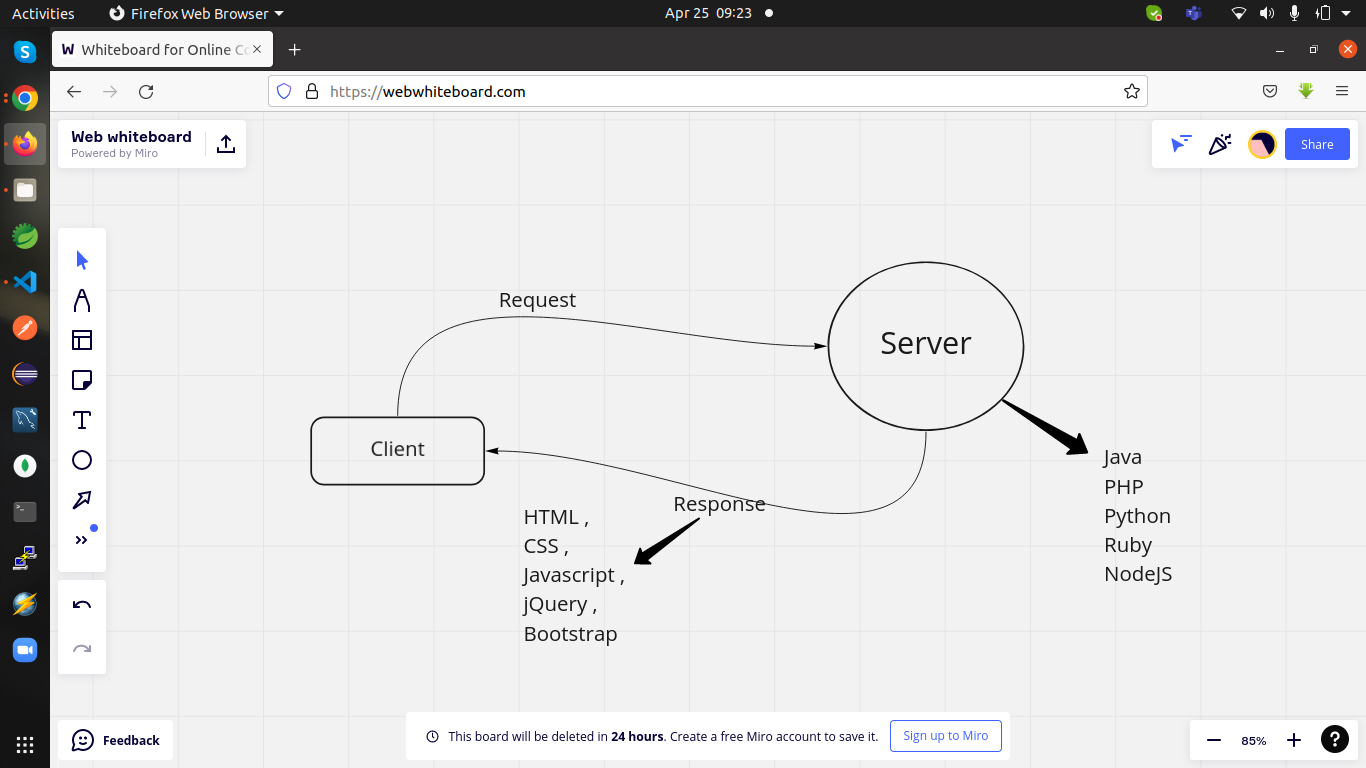 Activities Firefox Web Browser Apr 25 09:23
Whiteboard for Online Co
https://webwhiteboard.com
Web whiteboard
Powered by Miro
Share
Request
Server
Client
Response
Java
PHP
Python
Ruby
NodeJS
HTML ,
CSS ,
Javascript ,
jQuery ,
Bootstrap
Feedback
This board will be deleted in 24 hours. Create a free Miro account to save it.
Sign up to Miro
85%